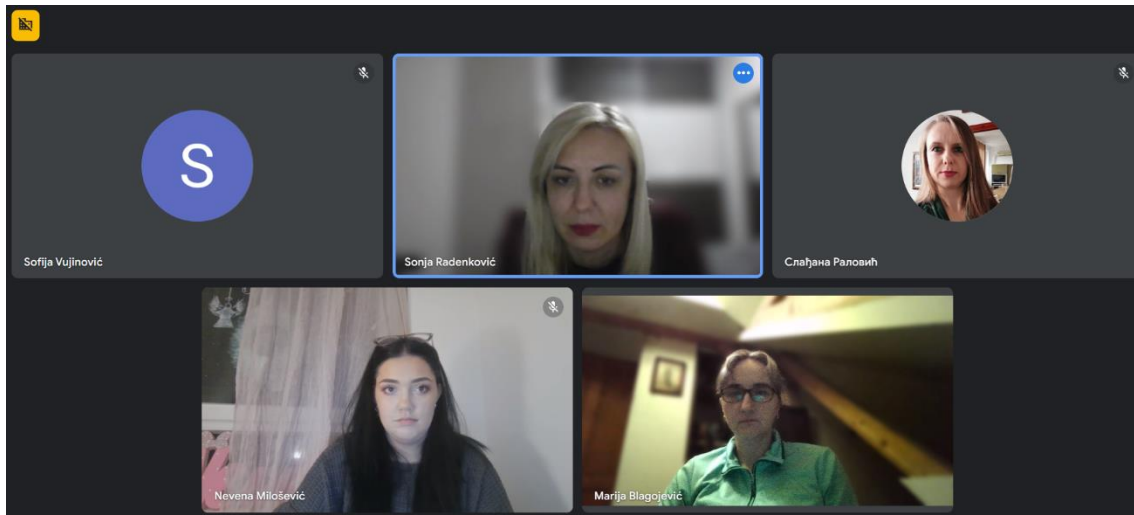 S
Sofija Vujinović
Sonja Radenković
Слађана Раловић
Nevena Milošević
Marija Blagojević